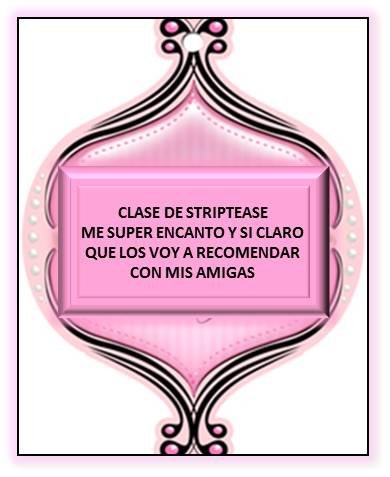 CLASE DE STRIPTEASE
ME SUPER ENCANTO Y SI CLARO
QUE LOS VOY A RECOMENDAR
CON MIS AMIGAS